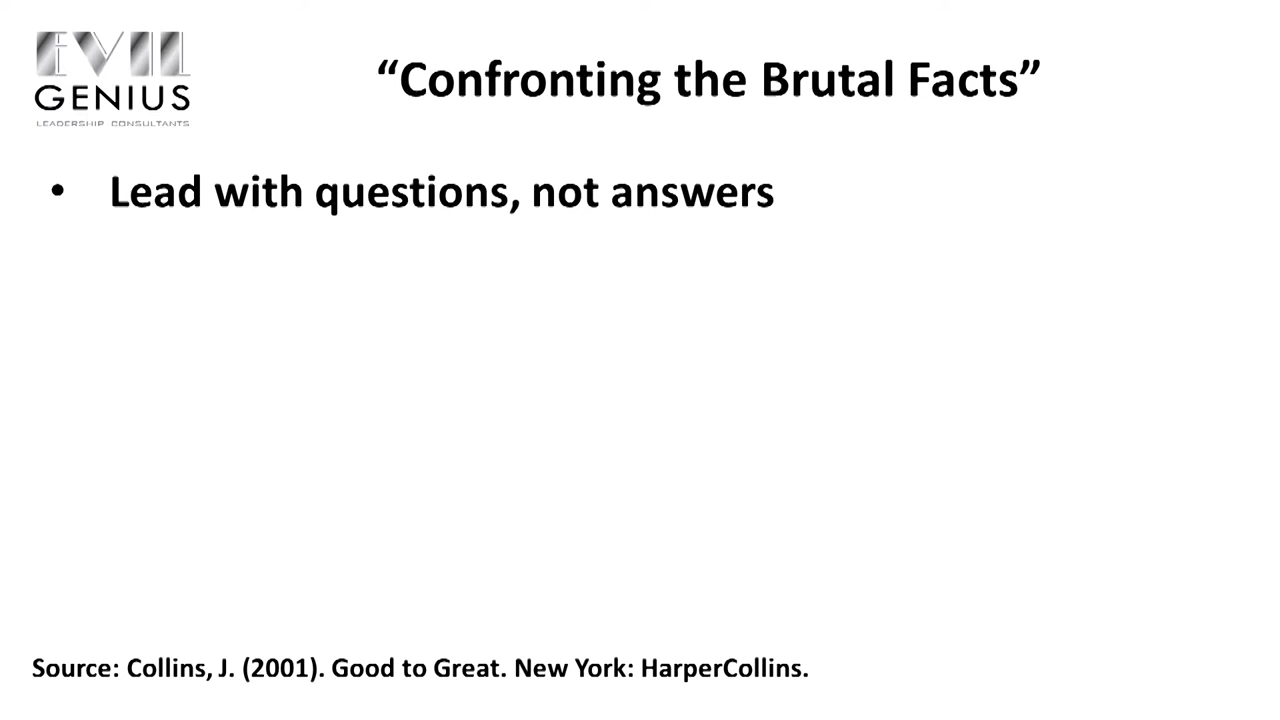 EVIL
GENIUS
LEADERSHIP CONSULTANTS
“Confronting the Brutal Facts”
• Lead with questions, not answers
Source: Collins, J. (2001). Good to Great. New York: HarperCollins.